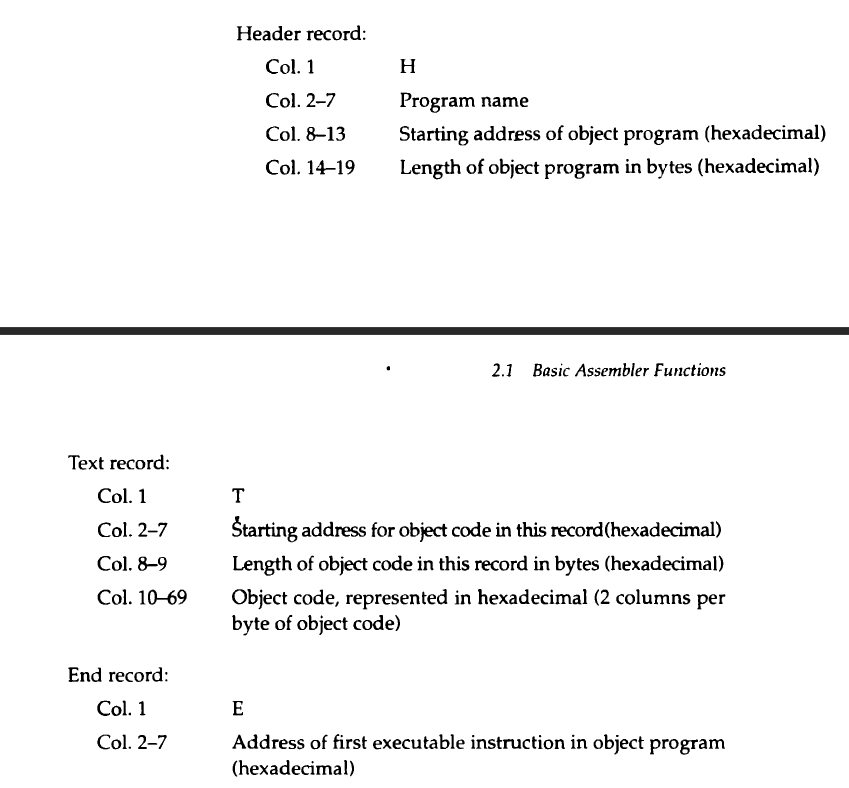 Header record:
Col. 1 H
Col. 2–7 Program name
Col. 8–13 Starting address of object program (hexadecimal)
Col. 14–19 Length of object program in bytes (hexadecimal)
2.1 Basic Assembler Functions
Text record:
Col. 1 T
Col. 2–7 Starting address for object code in this record(hexadecimal)
Col. 8–9 Length of object code in this record in bytes (hexadecimal)
Col. 10–69 Object code, represented in hexadecimal (2 columns per
byte of object code)
End record:
Col. 1 E
Col. 2–7 Address of first executable instruction in object program
(hexadecimal)